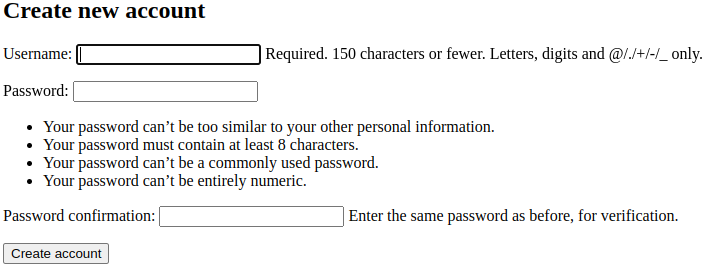 Create new account
Username: Required. 150 characters or fewer. Letters, digits and @/./+/-/_ only.
Password:
Your password can’t be too similar to your other personal information.
Your password must contain at least 8 characters.
Your password can’t be a commonly used password.
Your password can’t be entirely numeric.
Password confirmation: Enter the same password as before, for verification.
Create account